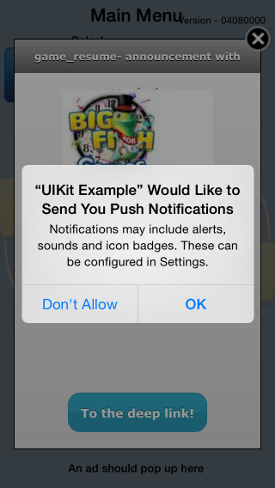 Main Menu
Version - 04080000
game_resume- announcement with
BIG
FISH
“UIKit Example” Would Like to
Send You Push Notifications
Notifications may include alerts,
sounds and icon badges. These can
be configured in Settings.
Don't Allow
OK
To the deep link!
An ad should pop up here